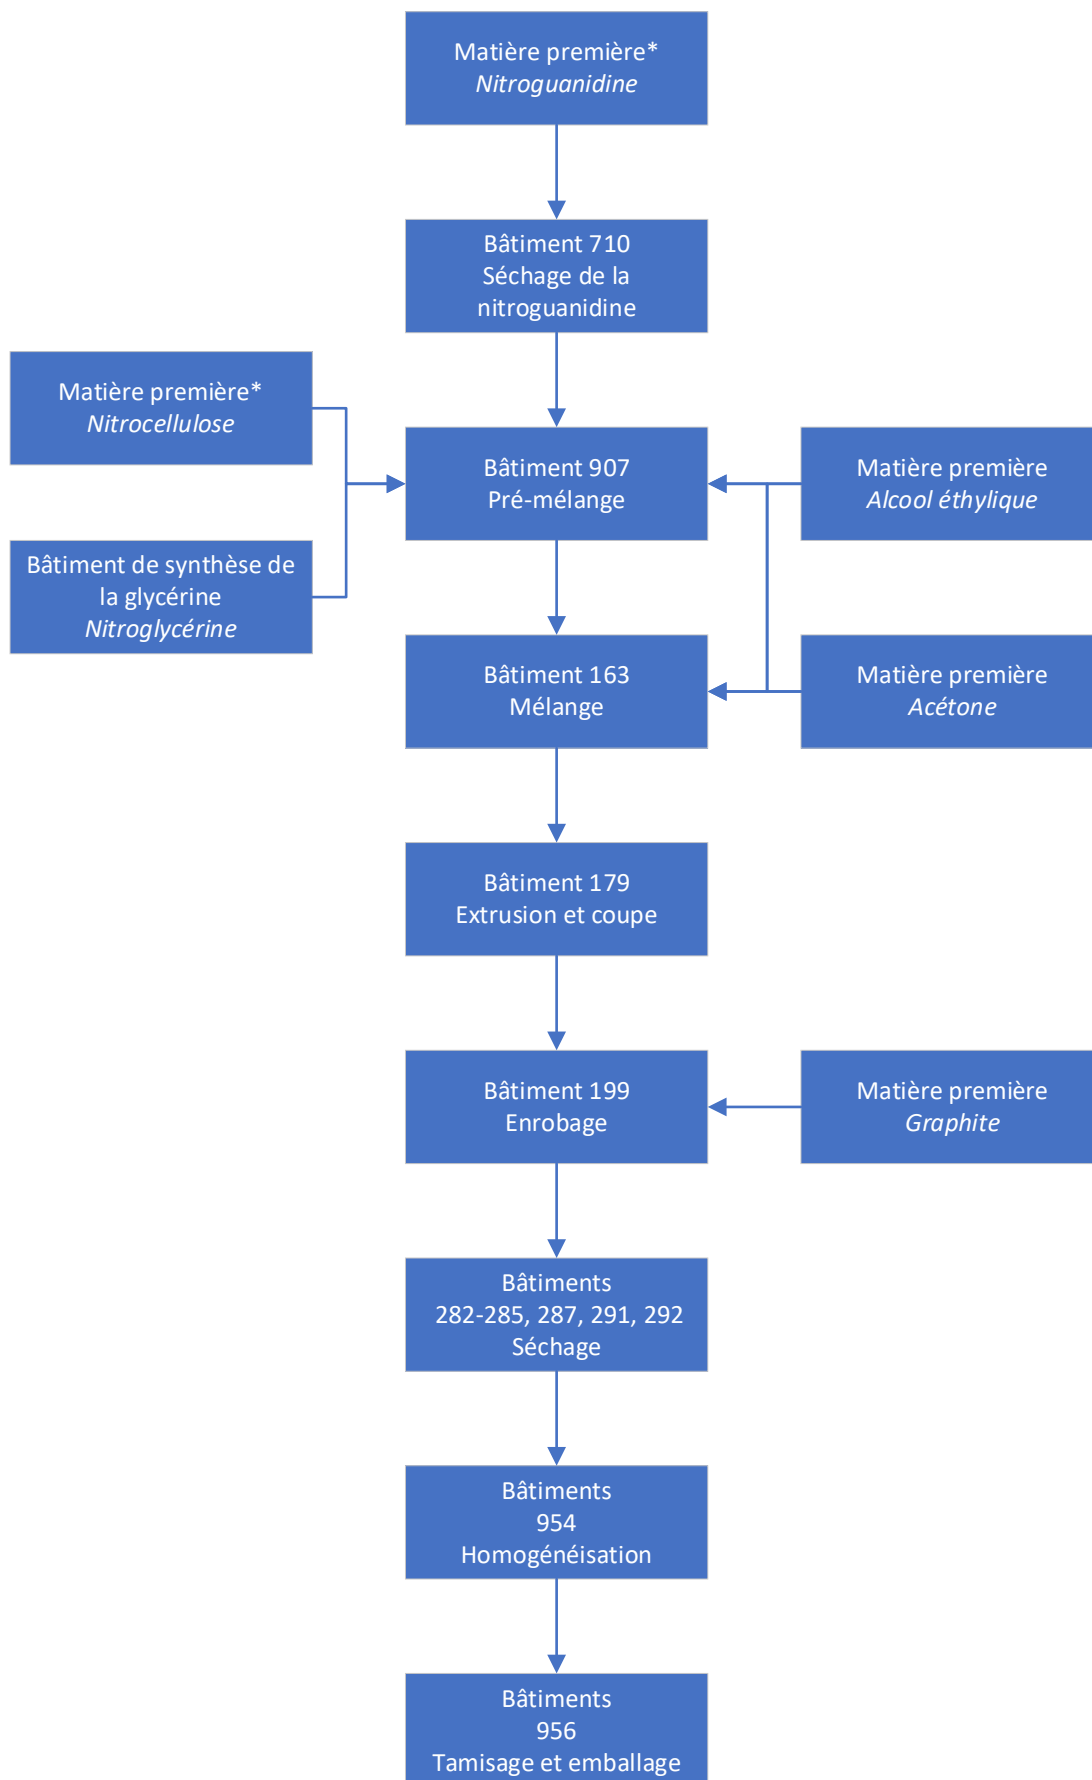 Matière première*
Nitroguanidine
Bâtiment 710
Séchage de la
nitroguanidine
Matière première*
Nitrocellulose
Bâtiment 907
Pré-mélange
Matière première
Alcool éthylique
Bâtiment de synthèse de
la glycérine
Nitroglycérine
Bâtiment 163
Mélange
Matière première
Acétone
Bâtiment 179
Extrusion et coupe
Bâtiment 199
Enrobage
Matière première
Graphite
Bâtiments
282-285, 287, 291, 292
Séchage
Bâtiments
954
Homogénéisation
Bâtiments
956
Tamisage et emballage